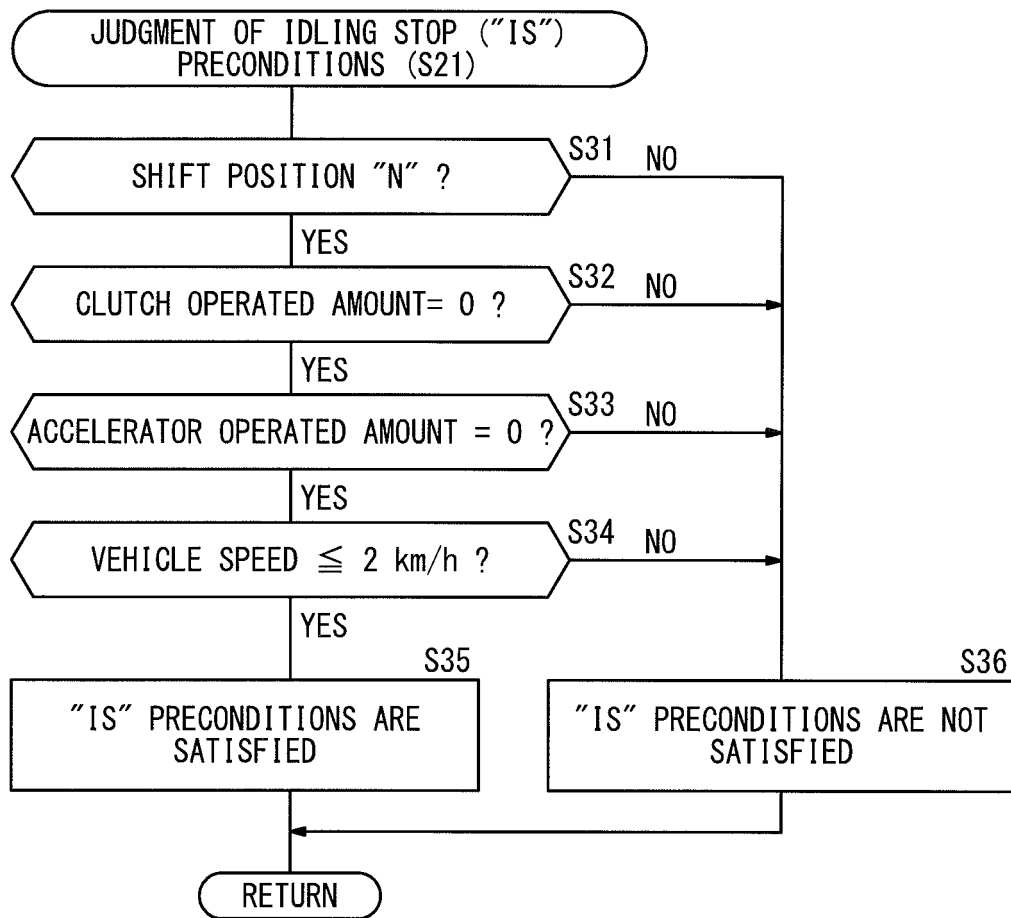 JUDGMENT OF IDLING STOP ("IS")
PRECONDITIONS (S21)
S31
SHIFT POSITION "N" ?
NO
YES
S32
CLUTCH OPERATED AMOUNT= 0 ?
NO
YES
S33
ACCELERATOR OPERATED AMOUNT = 0 ?
NO
YES
S34
VEHICLE SPEED ≦ 2 km/h ?
NO
YES
S35
"IS" PRECONDITIONS ARE
SATISFIED
S36
"IS" PRECONDITIONS ARE NOT
SATISFIED
RETURN